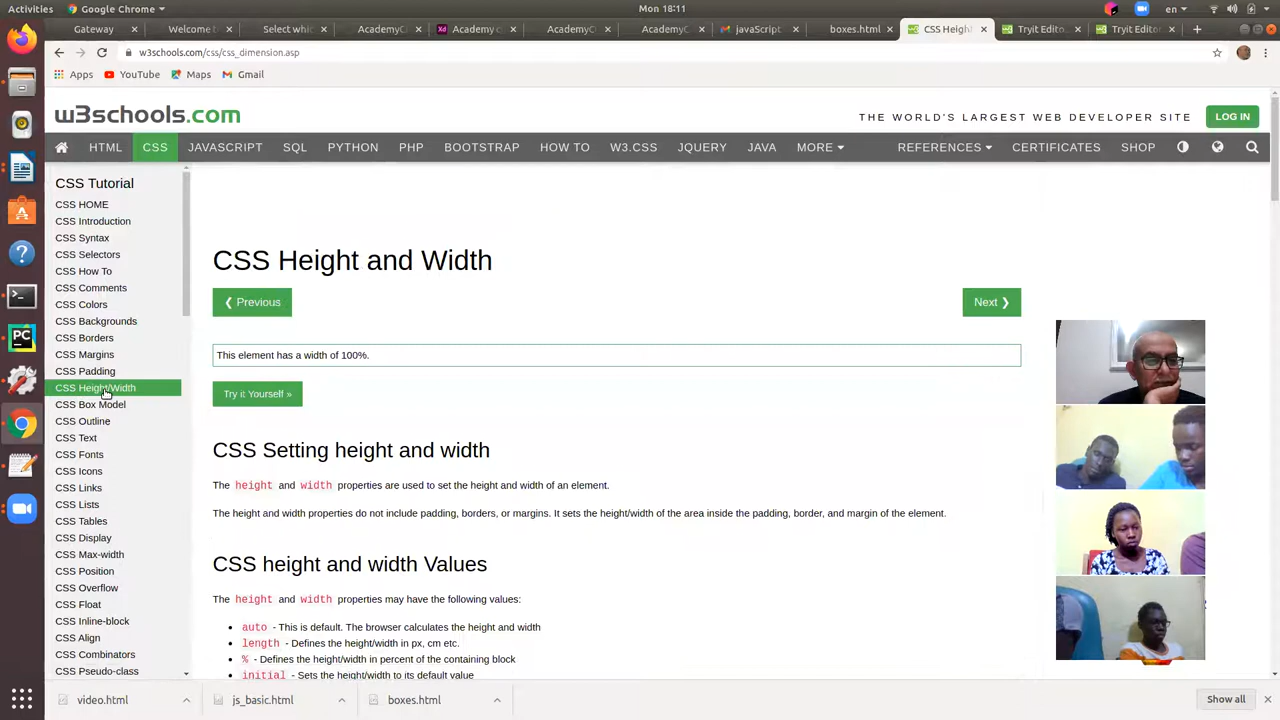 Activities
Google Chrome
Mon 18:11
en
Gateway
Welcome
Select whic
AcademyC
Academy c
AcademyC
AcademyC
javaScript
boxes.html
CSS Heigh
Tryit Edito
Tryit Edito
w3schools.com/css/css_dimension.asp
Apps
YouTube
Maps
Gmail
w3schools.com
THE WORLD'S LARGEST WEB DEVELOPER SITE
LOG IN
HTML
CSS
JAVASCRIPT
SQL
PYTHON
PHP
BOOTSTRAP
HOW TO
W3.CSS
JQUERY
JAVA
MORE
REFERENCES
CERTIFICATES
SHOP
CSS Tutorial
CSS HOME
CSS Introduction
CSS Syntax
CSS Selectors
CSS How To
CSS Comments
CSS Colors
CSS Backgrounds
CSS Borders
CSS Margins
CSS Padding
CSS Height/Width
CSS Box Model
CSS Outline
CSS Text
CSS Fonts
CSS Icons
CSS Links
CSS Lists
CSS Tables
CSS Display
CSS Max-width
CSS Position
CSS Overflow
CSS Float
CSS Inline-block
CSS Align
CSS Combinators
CSS Pseudo-class
CSS Height and Width
❮ Previous
Next ❯
This element has a width of 100%.
Try it Yourself »
CSS Setting height and width
The height and width properties are used to set the height and width of an element.
The height and width properties do not include padding, borders, or margins. It sets the height/width of the area inside the padding, border, and margin of the element.
CSS height and width Values
The height and width properties may have the following values:
• auto - This is default. The browser calculates the height and width
• length - Defines the height/width in px, cm etc.
• % - Defines the height/width in percent of the containing block
• initial - Sets the height/width to its default value
video.html
js_basic.html
boxes.html
Show all